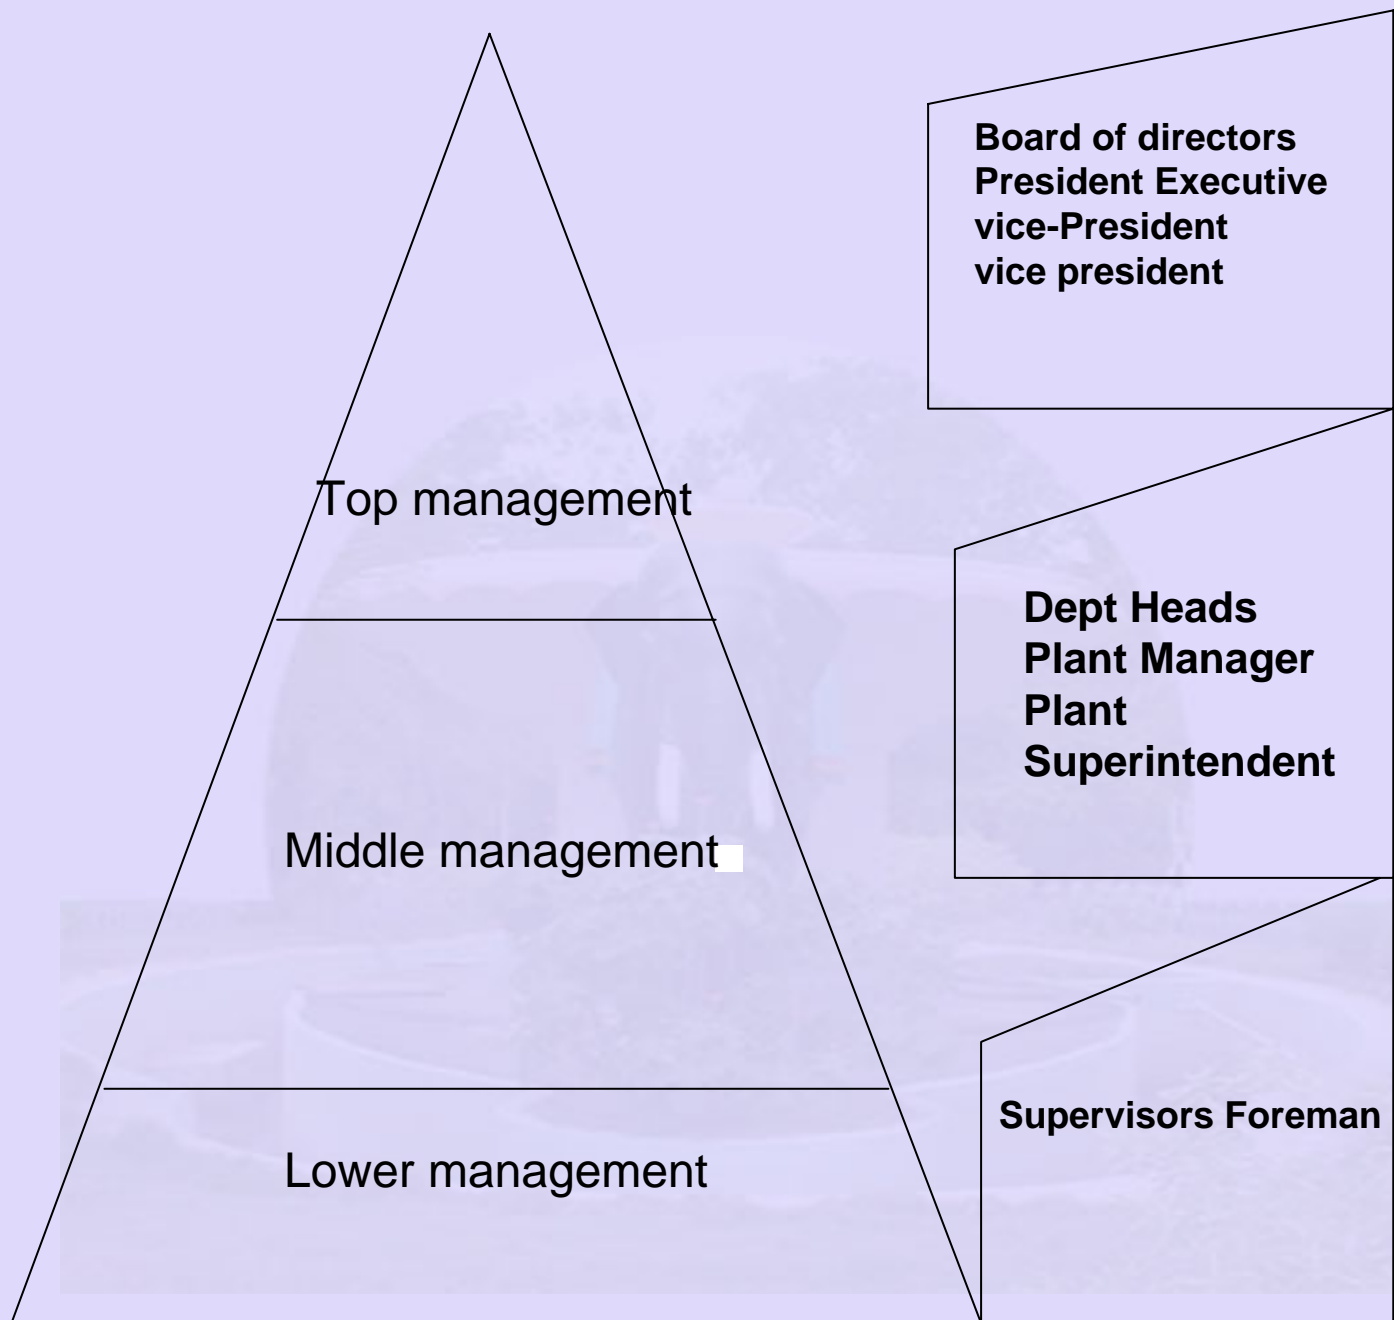 Board of directors
President Executive
vice-President
vice president
Top management
Dept Heads
Plant Manager
Plant
Superintendent
Middle management
Supervisors Foreman
Lower management